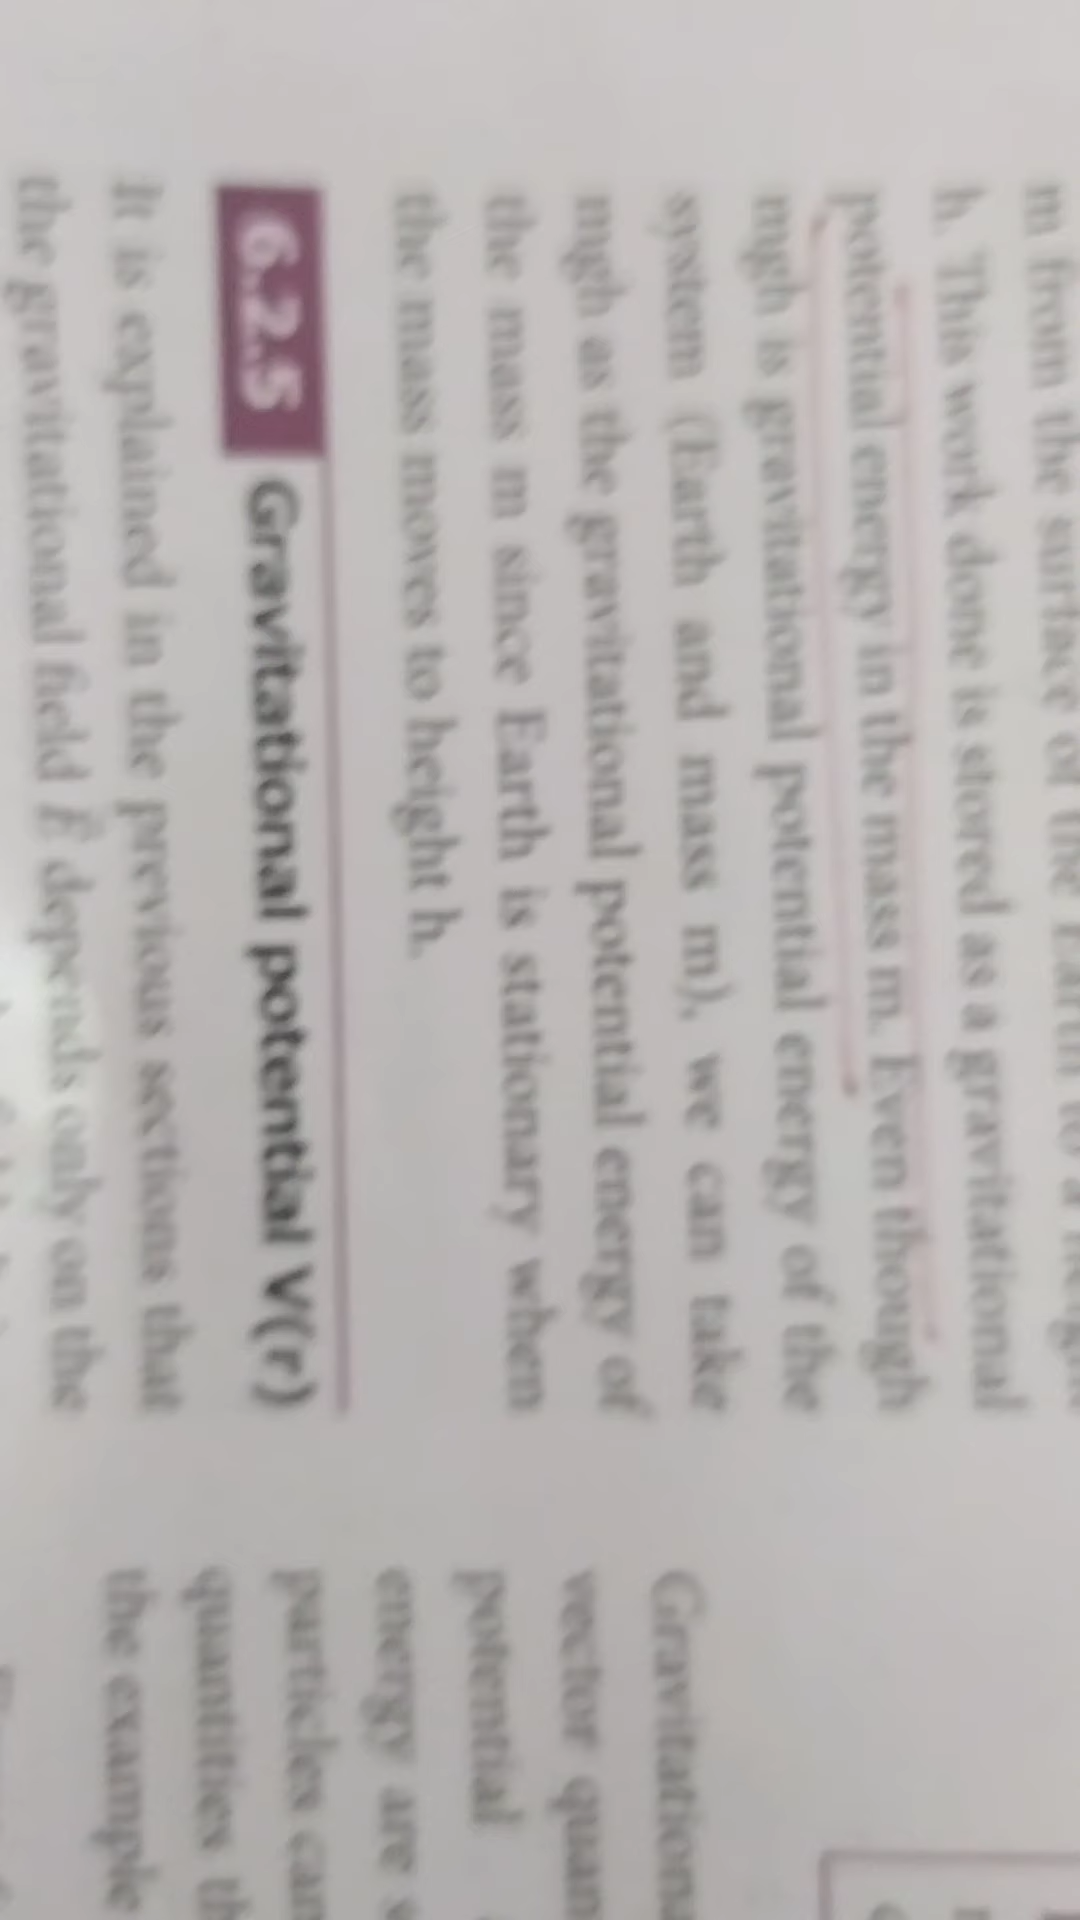 m from the surface of the Earth to a
h. This work done is stored as a gravitational
potential energy in the mass m. Even though
mgh is gravitational potential energy of the
system (Earth and mass m), we can take
mgh as the gravitational potential energy of
the mass m since Earth is stationary when
the mass moves to height h.
6.2.5 Gravitational potential V(r)
It is explained in the previous sections that
the gravitational field E⃗ depends only on the
Gravitationa
vector quan
potential
energy are s
particles can
quantities th
the example